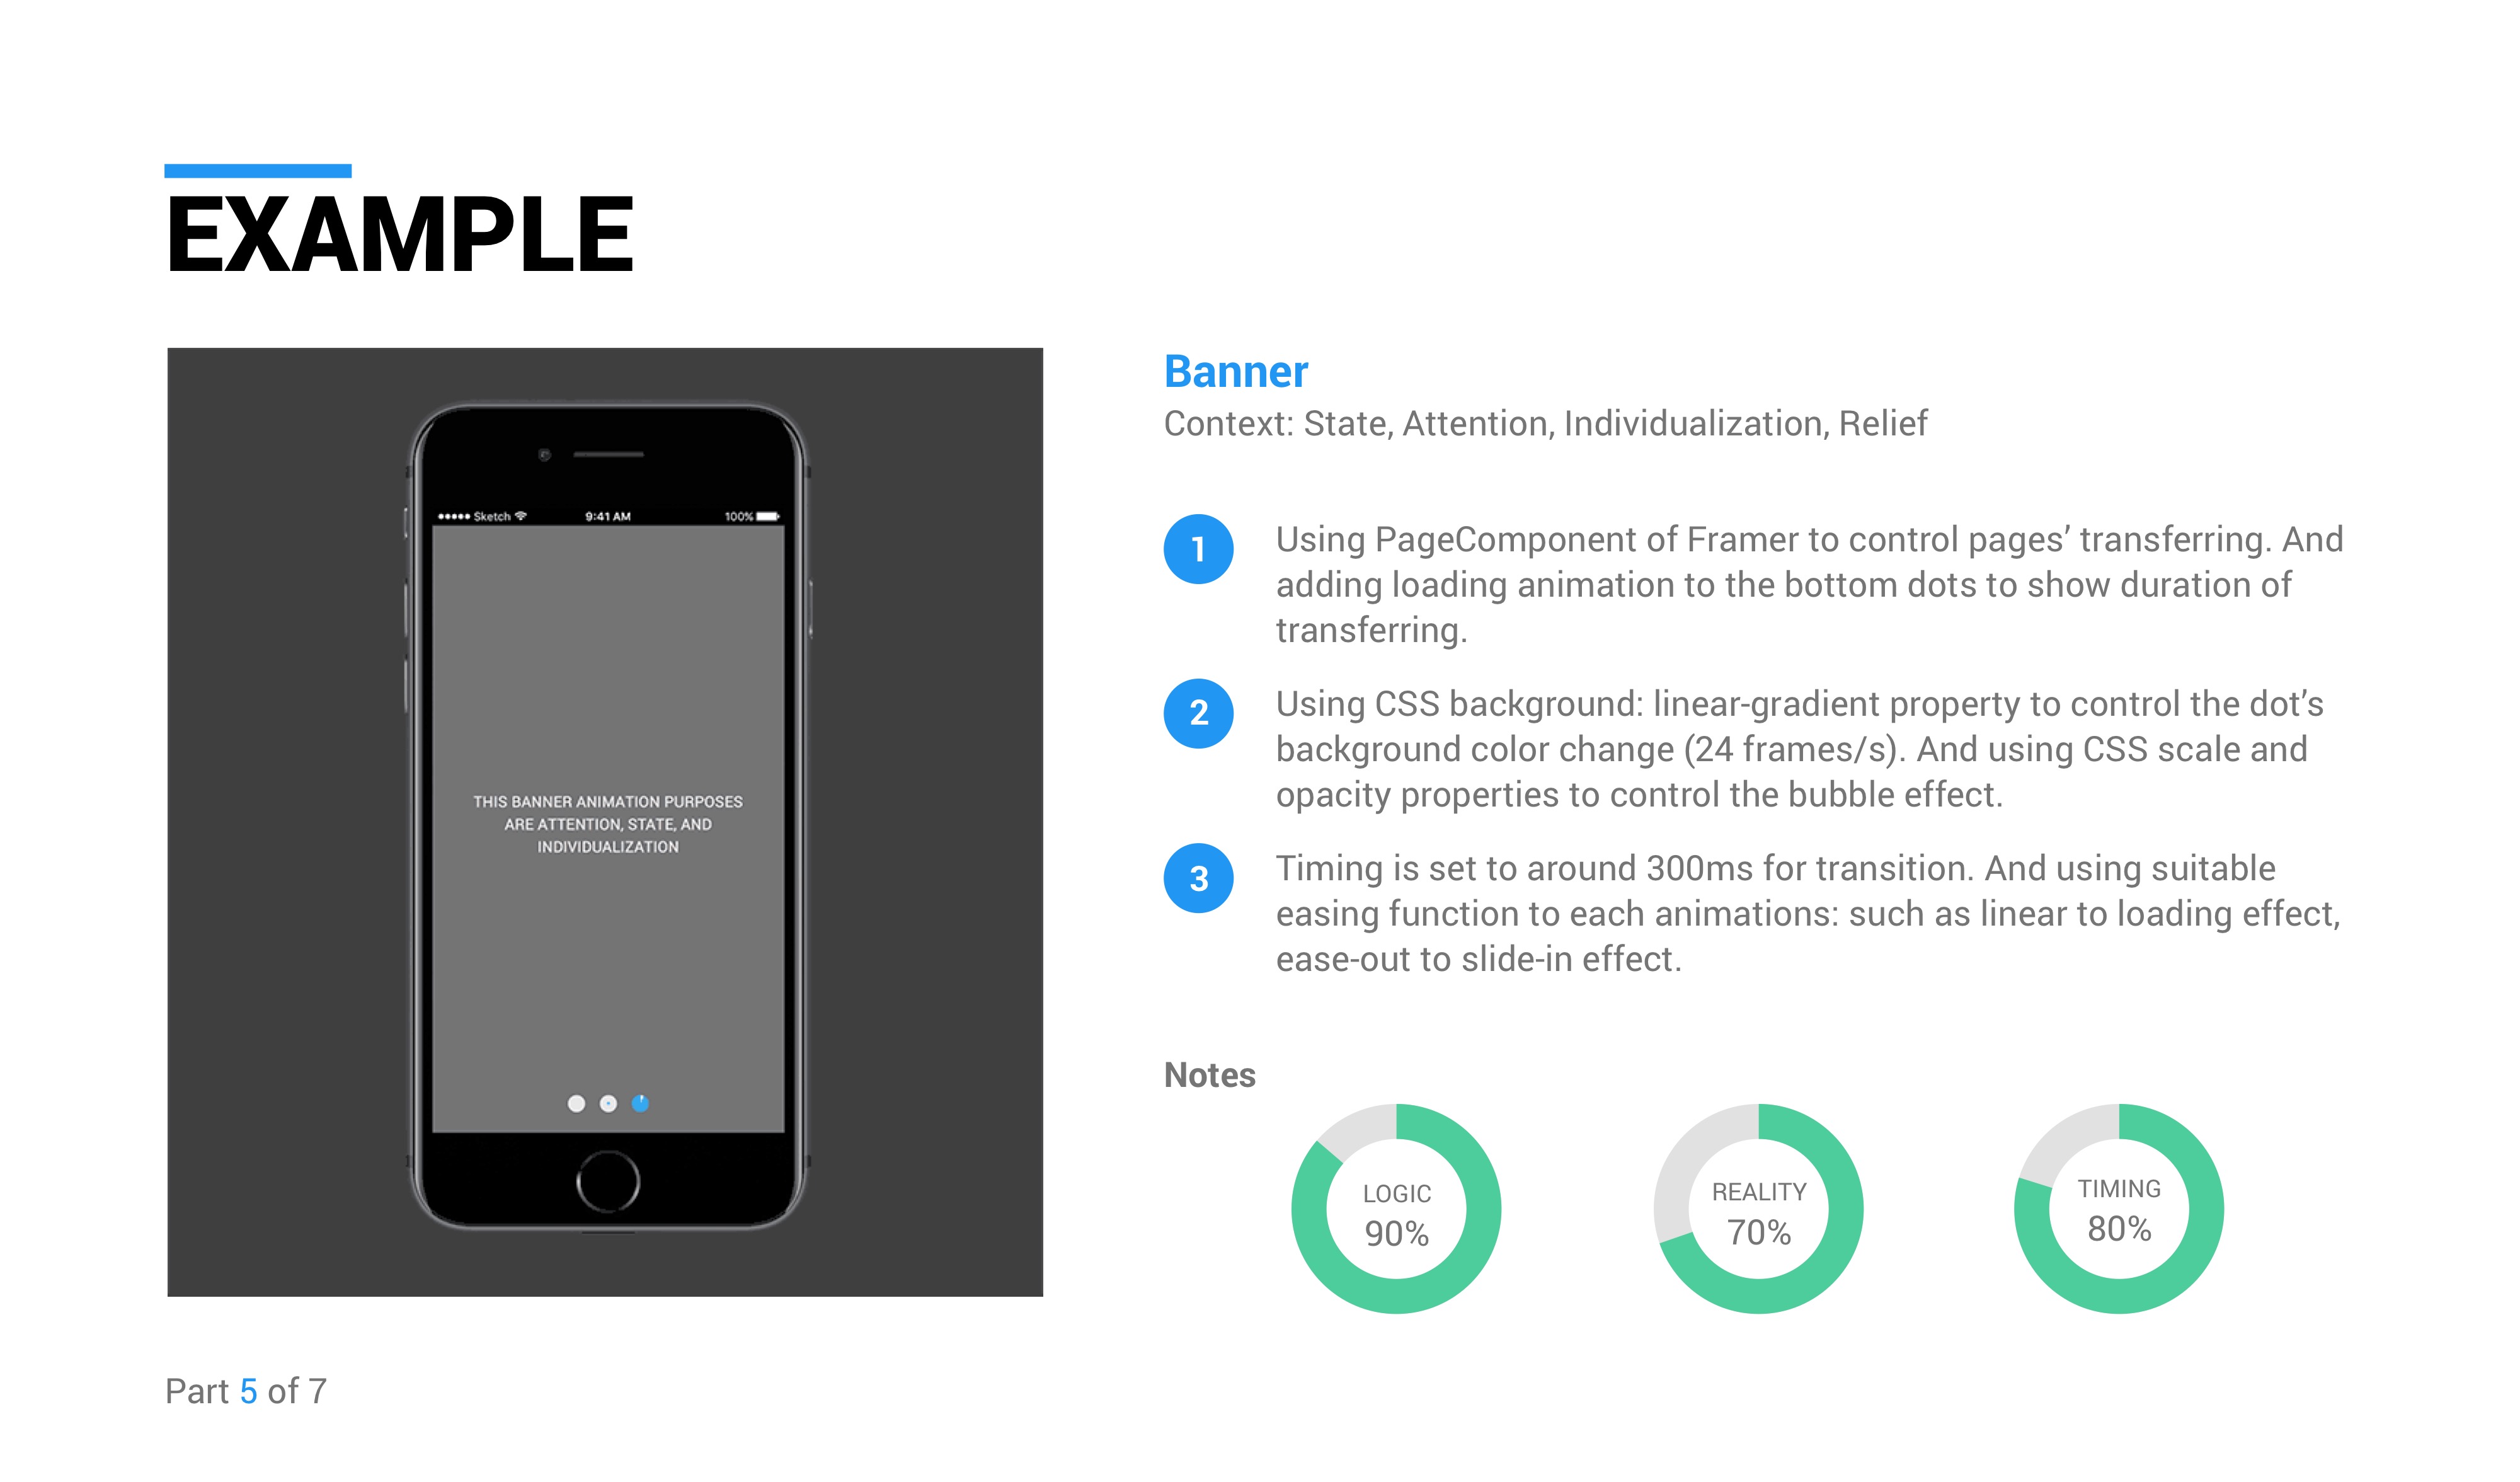 EXAMPLE
●●●●● Sketch
9:41 AM
100%
THIS BANNER ANIMATION PURPOSES
ARE ATTENTION, STATE, AND
INDIVIDUALIZATION
Banner
Context: State, Attention, Individualization, Relief
1
Using PageComponent of Framer to control pages’ transferring. And
adding loading animation to the bottom dots to show duration of
transferring.
2
Using CSS background: linear-gradient property to control the dot’s
background color change (24 frames/s). And using CSS scale and
opacity properties to control the bubble effect.
3
Timing is set to around 300ms for transition. And using suitable
easing function to each animations: such as linear to loading effect,
ease-out to slide-in effect.
Notes
LOGIC
90%
REALITY
70%
TIMING
80%
Part 5 of 7